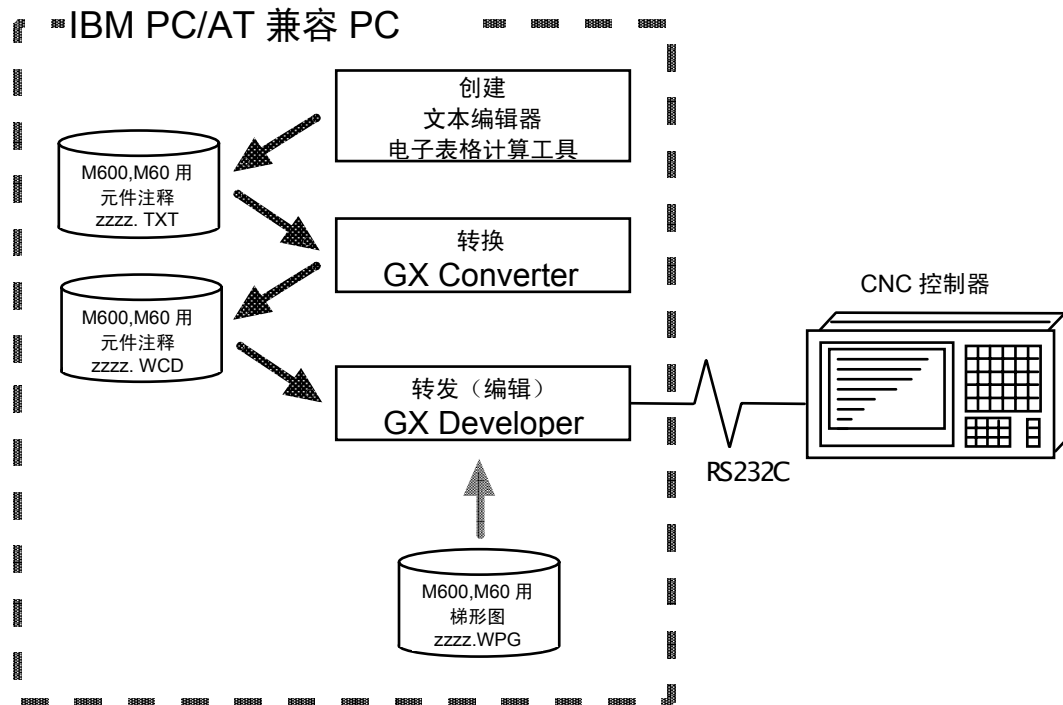 IBM PC/AT 兼容 PC
创建
文本编辑器
电子表格计算工具
M600,M60 用
元件注释
zzzz. TXT
转换
GX Converter
M600,M60 用
元件注释
zzzz. WCD
CNC 控制器
转发（编辑）
GX Developer
RS232C
M600,M60 用
梯形图
zzzz.WPG